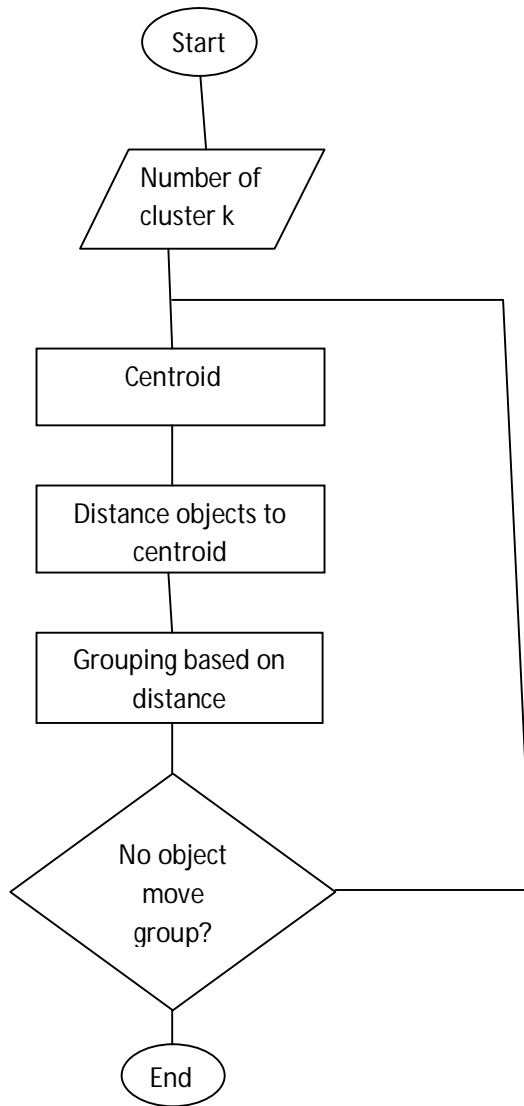 Start
Number of
cluster k
Centroid
Distance objects to
centroid
Grouping based on
distance
No object
move
group?
End